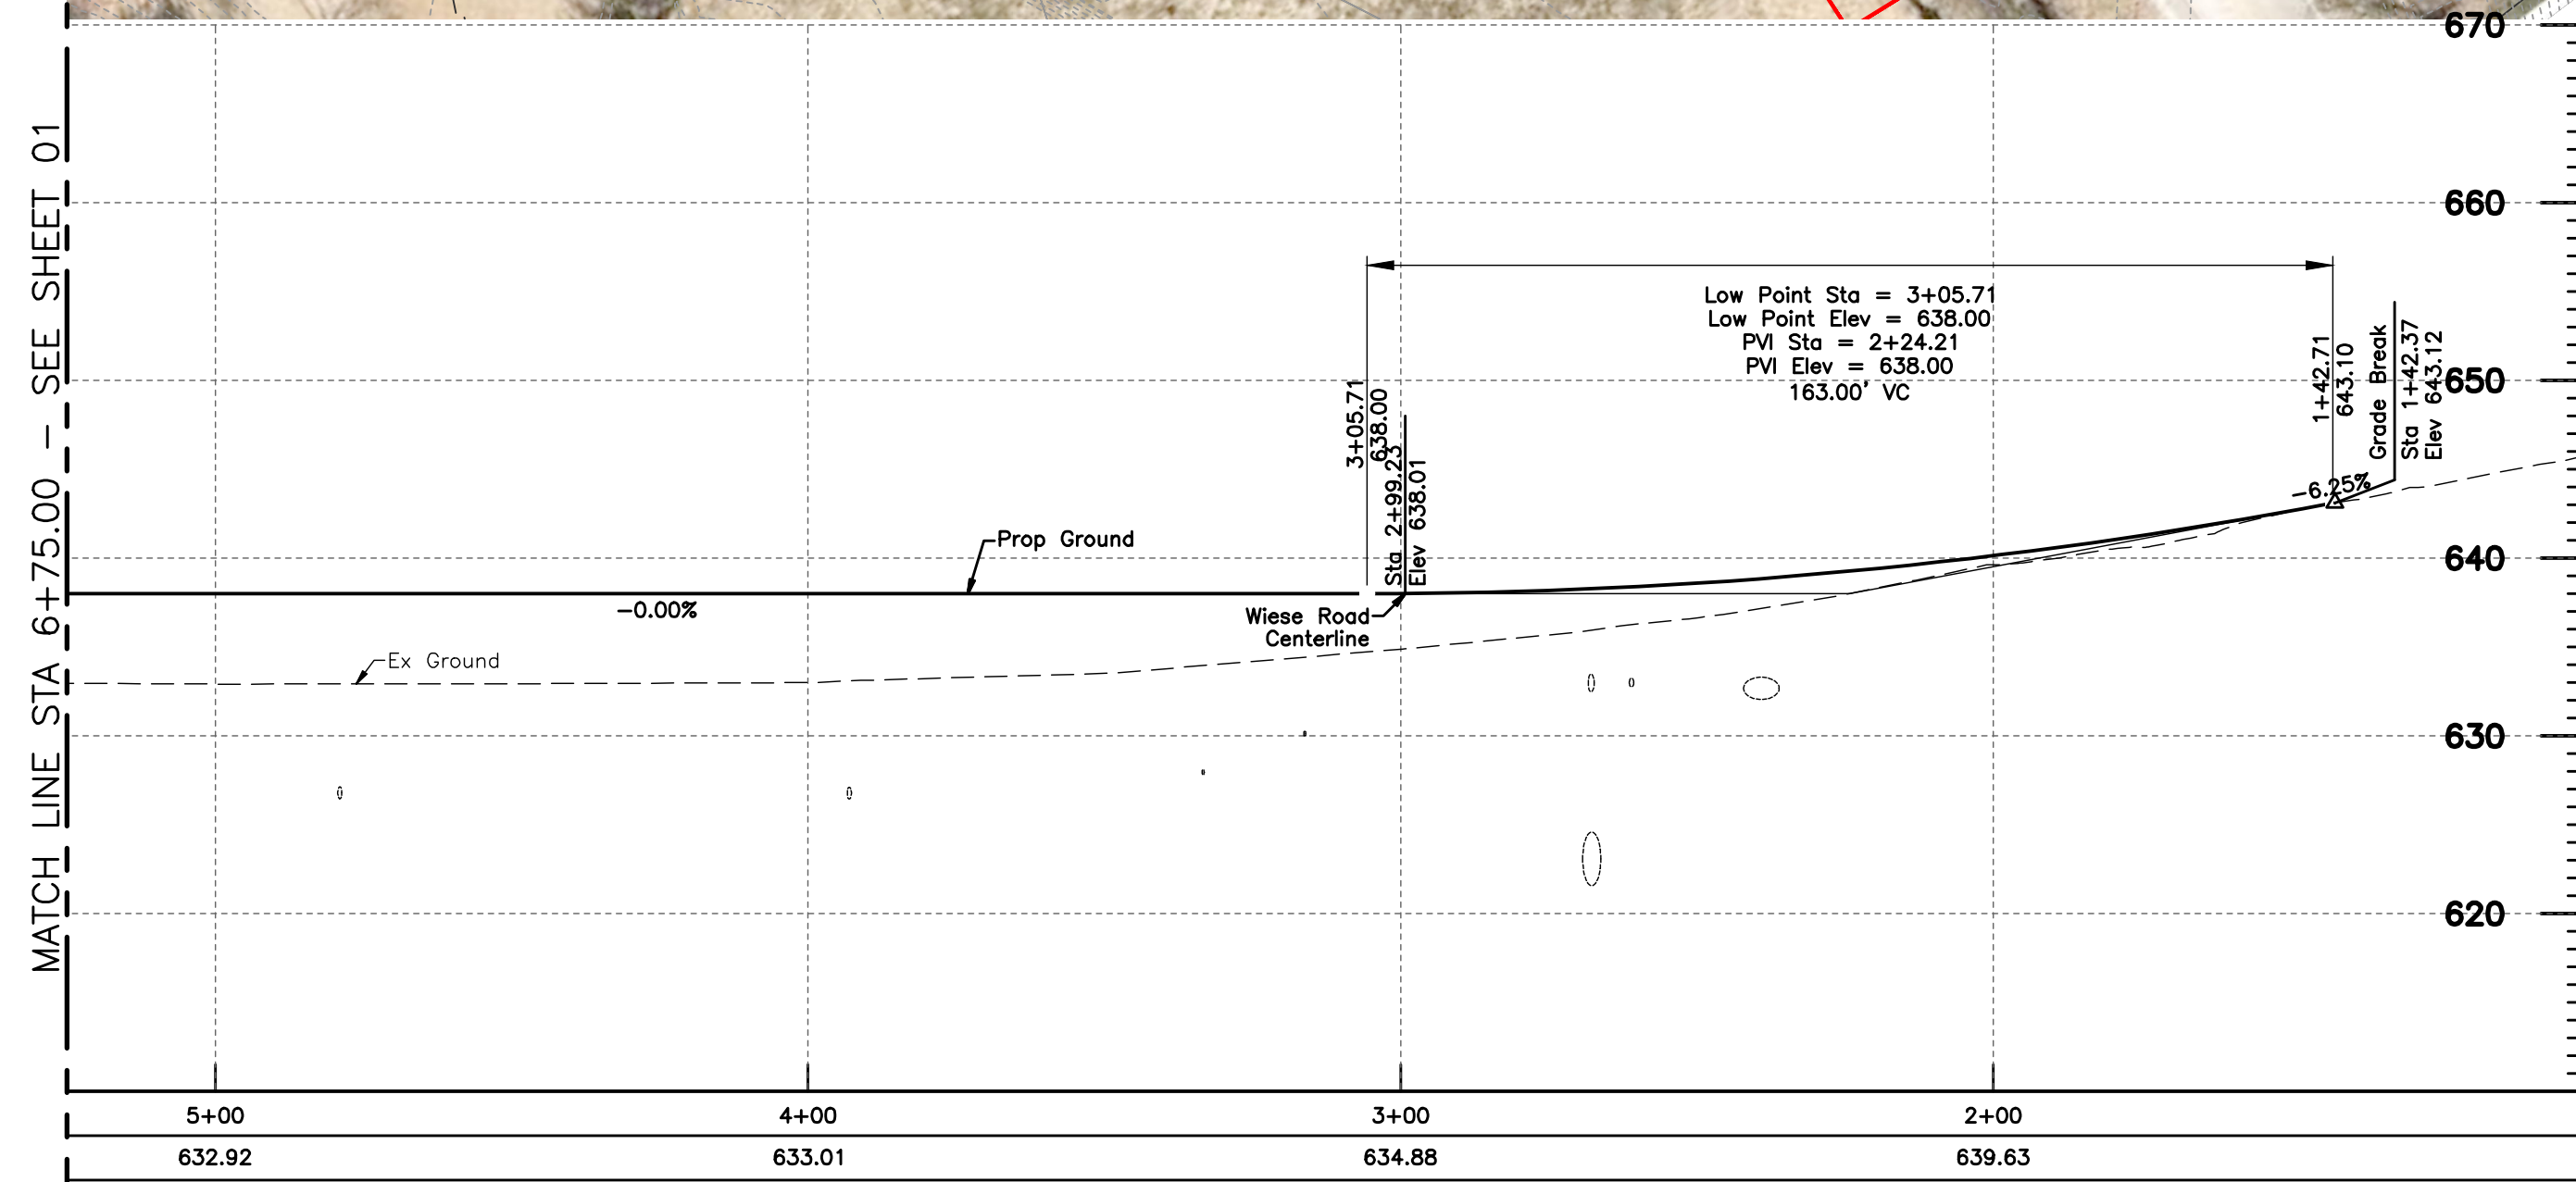 MATCH LINE STA 6+75.00 - SEE SHEET 01
670
660
650
640
630
620
Low Point Sta = 3+05.71
Low Point Elev = 638.00
PVI Sta = 2+24.21
PVI Elev = 638.00
163.00' VC
3+05.71
638.00
Sta 2+99.23
Elev 638.01
Wiese Road
Centerline
1+42.71
643.10
Grade Break
Sta 1+42.37
Elev 643.12
-6.25%
Prop Ground
-0.00%
Ex Ground
5+00 4+00 3+00 2+00
632.92 633.01 634.88 639.63